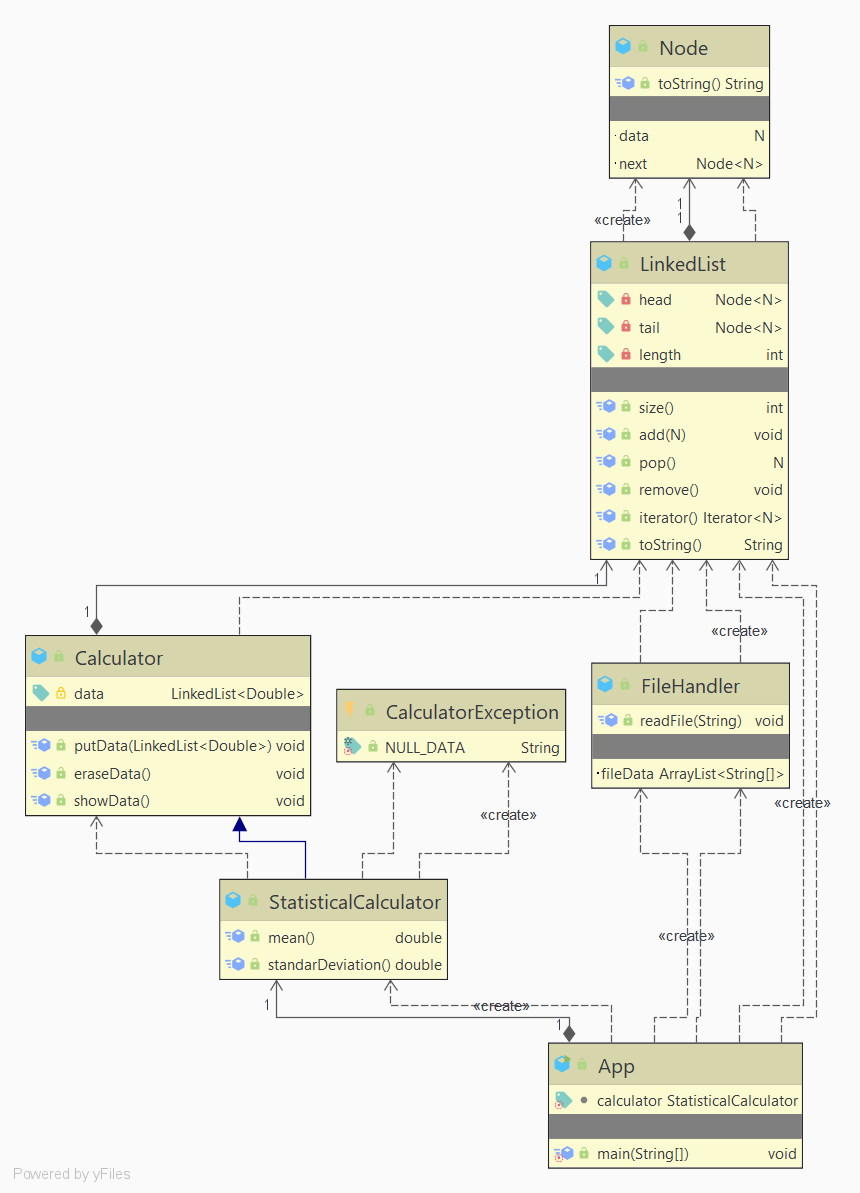 Node
toString() String
data N
next Node<N>
1
«create» 1
LinkedList
head Node<N>
tail Node<N>
length int
size() int
add(N) void
pop() N
remove() void
iterator() Iterator<N>
toString() String
1
1
«create»
Calculator
data LinkedList<Double>
putData(LinkedList<Double>) void
eraseData() void
showData() void
CalculatorException
NULL_DATA String
FileHandler
readFile(String) void
fileData ArrayList<String[]>
«create»
«create»
StatisticalCalculator
mean() double
standarDeviation() double
«create»
1
«create»
1
App
calculator StatisticalCalculator
main(String[]) void
Powered by yFiles